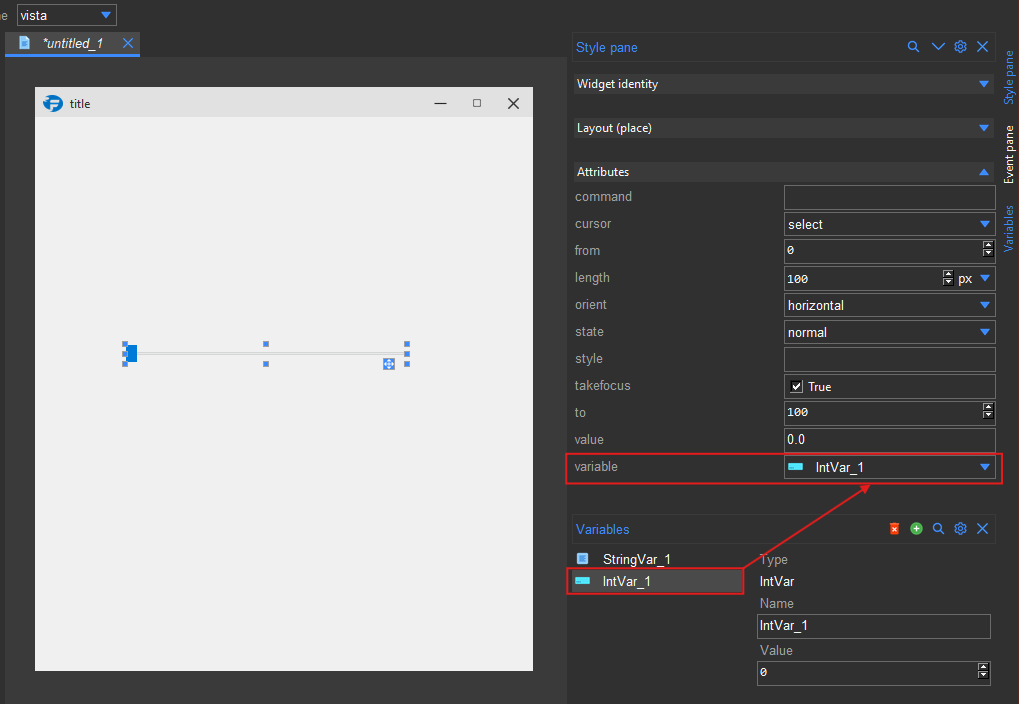 e vista
*untitled_1
title
Style pane
Widget identity
Layout (place)
Attributes
command
cursor select
from 0
length 100 px
orient horizontal
state normal
style
takefocus True
to 100
value 0.0
variable IntVar_1
Variables
StringVar_1
IntVar_1
Type
IntVar
Name
IntVar_1
Value
0
Style pane
Event pane
Variables